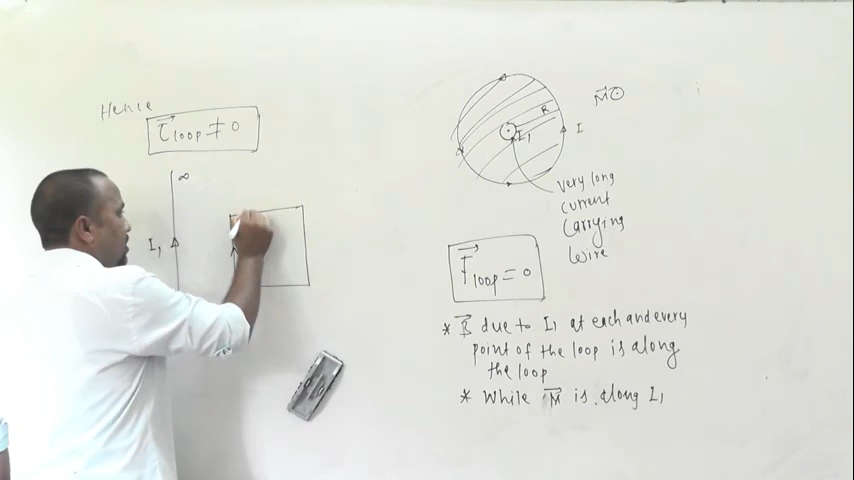 Hence
τ loop ≠ 0
∞
I₁
R
M ⊙
I₁
I
very long
current
Carrying
wire
F loop = 0
* B due to I₁ at each and every
point of the loop is along
the loop
* While M is along I₁